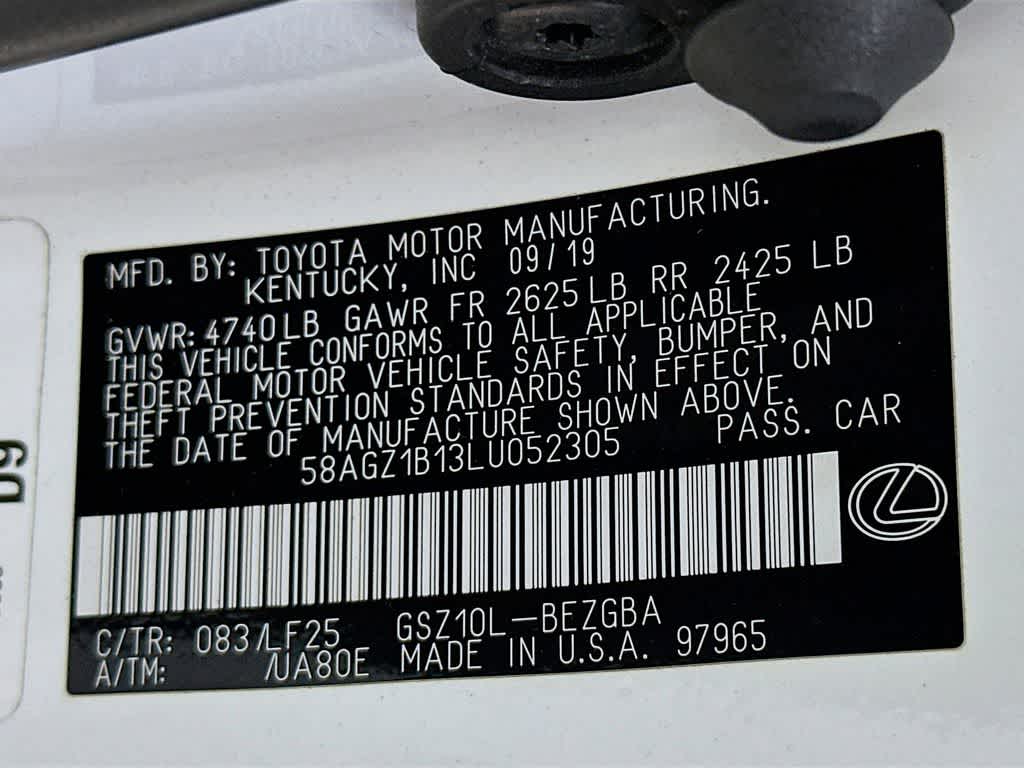 MFD. BY: TOYOTA MOTOR MANUFACTURING.
KENTUCKY, INC 09/19
GVWR: 4740LB GAWR FR 2625LB RR 2425 LB
THIS VEHICLE CONFORMS TO ALL APPLICABLE
FEDERAL MOTOR VEHICLE SAFETY, BUMPER, AND
THEFT PREVENTION STANDARDS IN EFFECT ON
THE DATE OF MANUFACTURE SHOWN ABOVE.
58AGZ1B13LU052305 PASS. CAR
C/TR: 083/LF25 GSZ10L-BEZGBA
A/TM: /UA80E MADE IN U.S.A. 97965